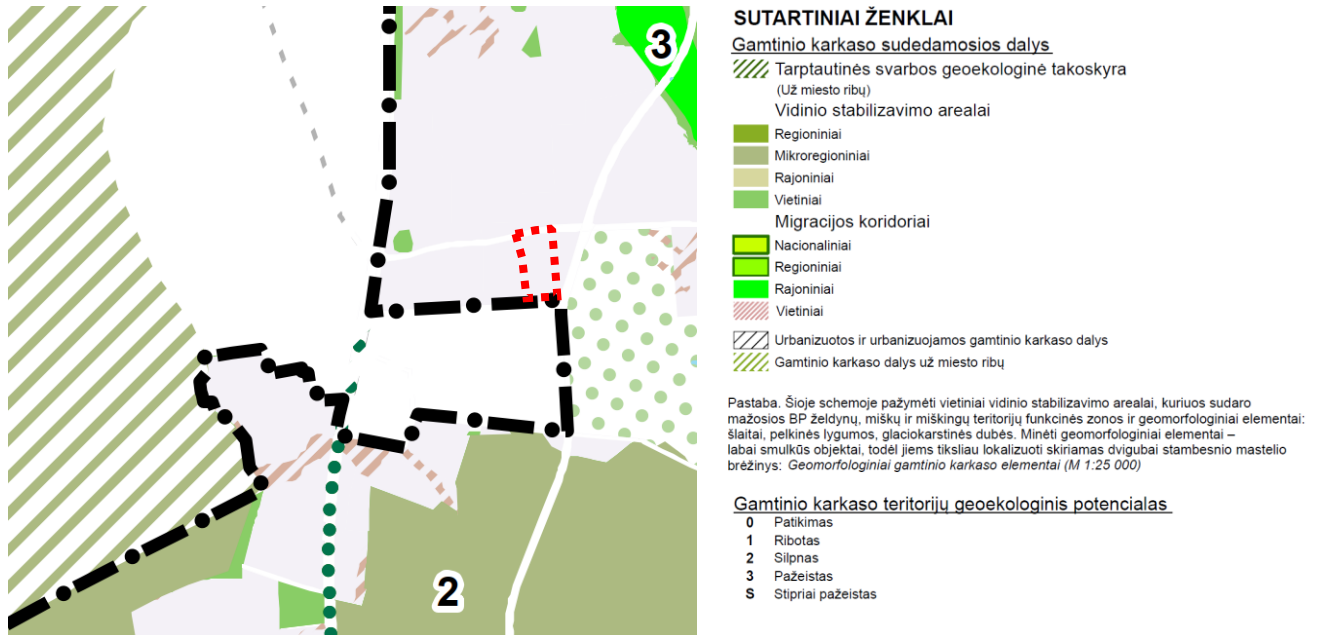 3
2
SUTARTINIAI ŽENKLAI
Gamtinio karkaso sudedamosios dalys
Tarptautinės svarbos geoekologinė takoskyra
(Už miesto ribų)
Vidinio stabilizavimo arealai
Regioniniai
Mikroregioniniai
Rajoniniai
Vietiniai
Migracijos koridoriai
Nacionaliniai
Regioniniai
Rajoniniai
Vietiniai
Urbanizuotos ir urbanizuojamos gamtinio karkaso dalys
Gamtinio karkaso dalys už miesto ribų
Pastaba. Šioje schemoje pažymėti vietiniai vidinio stabilizavimo arealai, kuriuos sudaro
mažosios BP želdynų, miškų ir miškingų teritorijų funkcinės zonos ir geomorfologiniai elementai:
šlaitai, pelkinės lygumos, glaciokarstinės dubės. Minėti geomorfologiniai elementai –
labai smulkūs objektai, todėl jiems tiksliau lokalizuoti skiriamas dvigubai stambesnio mastelio
brėžinys: Geomorfologiniai gamtinio karkaso elementai (M 1:25 000)
Gamtinio karkaso teritorijų geoekologinis potencialas
0 Patikimas
1 Ribotas
2 Silpnas
3 Pažeistas
S Stipriai pažeistas